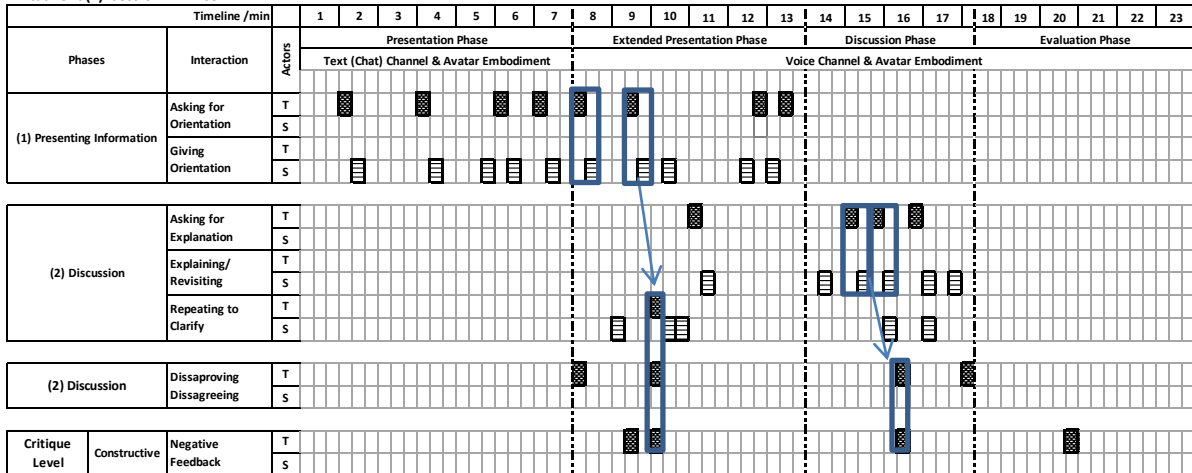 Timeline /min 1 2 3 4 5 6 7 8 9 10 11 12 13 14 15 16 17 18 19 20 21 22 23
Phases Interaction Actors
Presentation Phase Extended Presentation Phase Discussion Phase Evaluation Phase
Text (Chat) Channel & Avatar Embodiment Voice Channel & Avatar Embodiment
(1) Presenting Information
Asking for
Orientation
T
S
Giving
Orientation
T
S
(2) Discussion
Asking for
Explanation
T
S
Explaining/
Revisiting
T
S
Repeating to
Clarify
T
S
(2) Discussion
Dissaproving
Dissagreeing
T
S
Critique
Level
Constructive
Negative
Feedback
T
S